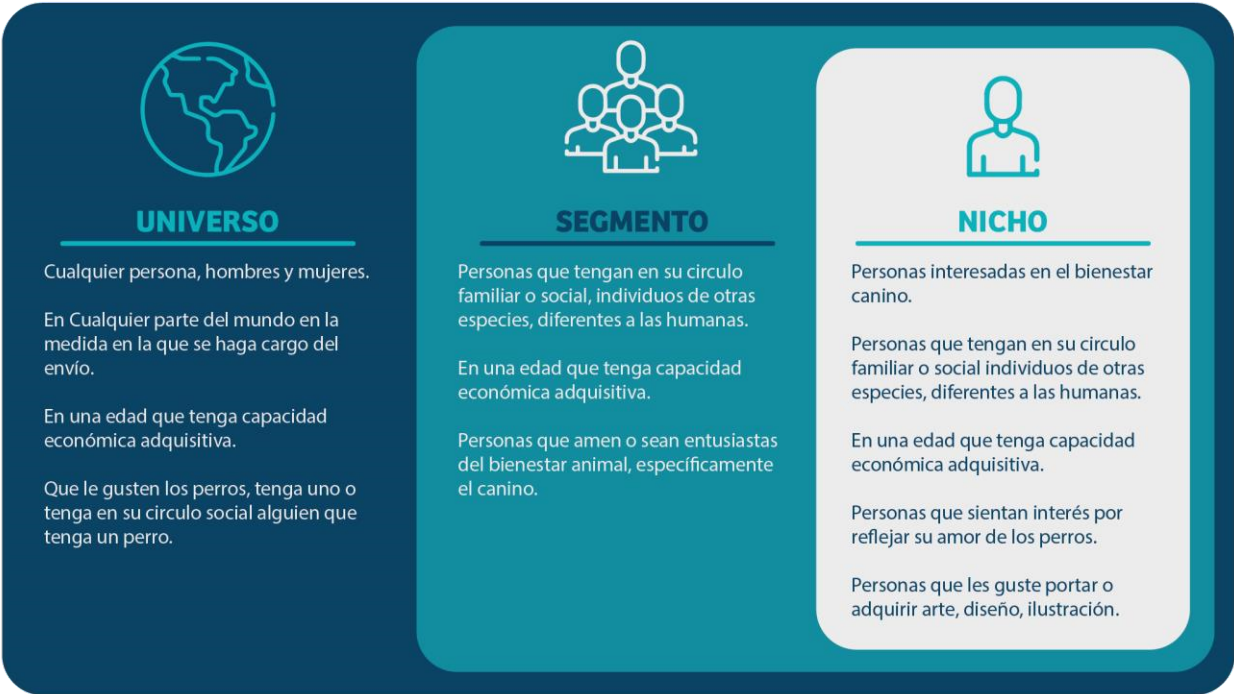 UNIVERSO
Cualquier persona, hombres y mujeres.
En Cualquier parte del mundo en la
medida en la que se haga cargo del
envío.
En una edad que tenga capacidad
económica adquisitiva.
Que le gusten los perros, tenga uno o
tenga en su circulo social alguien que
tenga un perro.
SEGMENTO
Personas que tengan en su circulo
familiar o social, individuos de otras
especies, diferentes a las humanas.
En una edad que tenga capacidad
económica adquisitiva.
Personas que amen o sean entusiastas
del bienestar animal, específicamente
el canino.
NICHO
Personas interesadas en el bienestar
canino.
Personas que tengan en su circulo
familiar o social individuos de otras
especies, diferentes a las humanas.
En una edad que tenga capacidad
económica adquisitiva.
Personas que sientan interés por
reflejar su amor de los perros.
Personas que les guste portar o
adquirir arte, diseño, ilustración.